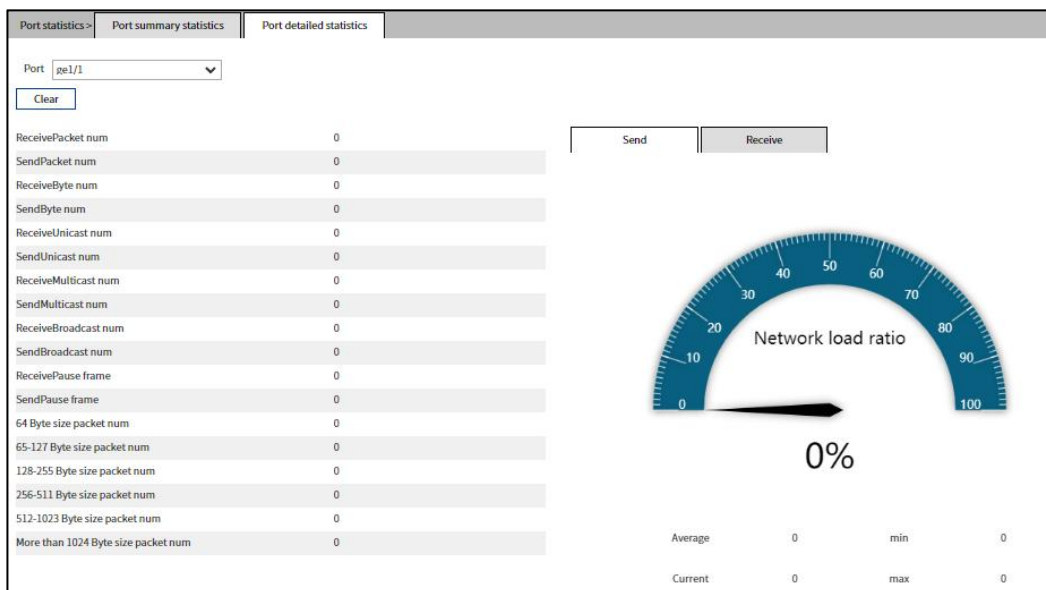 Port statistics > Port summary statistics Port detailed statistics
Port ge1/1
Clear
ReceivePacket num 0
SendPacket num 0
ReceiveByte num 0
SendByte num 0
ReceiveUnicast num 0
SendUnicast num 0
ReceiveMulticast num 0
SendMulticast num 0
ReceiveBroadcast num 0
SendBroadcast num 0
ReceivePause frame 0
SendPause frame 0
64 Byte size packet num 0
65-127 Byte size packet num 0
128-255 Byte size packet num 0
256-511 Byte size packet num 0
512-1023 Byte size packet num 0
More than 1024 Byte size packet num 0
Send Receive
0 10 20 30 40 50 60 70 80 90 100
Network load ratio
0%
Average 0 min 0
Current 0 max 0